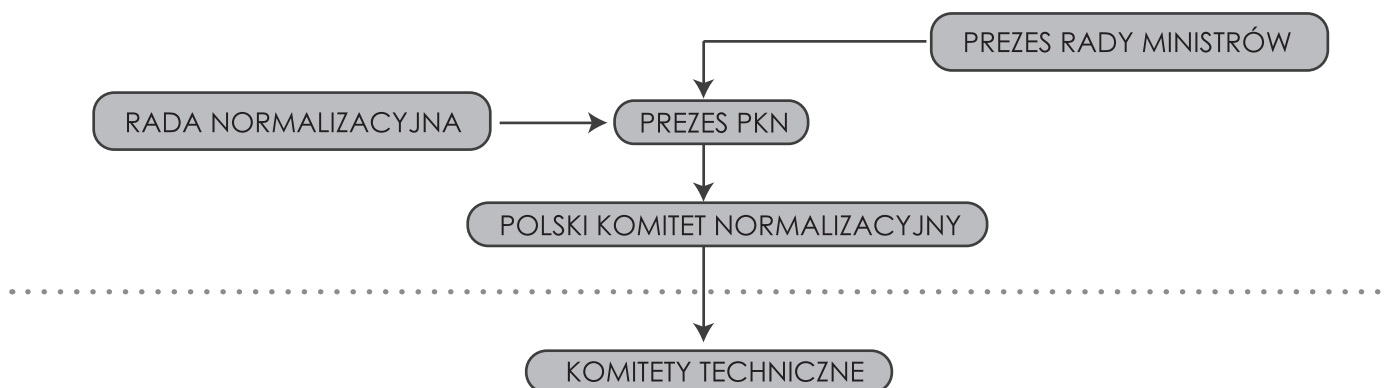 PREZES RADY MINISTRÓW
RADA NORMALIZACYJNA
PREZES PKN
POLSKI KOMITET NORMALIZACYJNY
KOMITETY TECHNICZNE